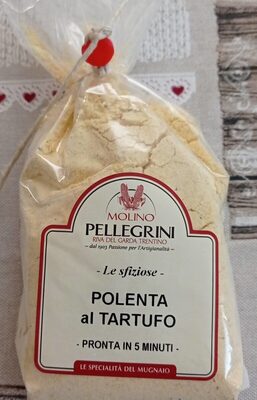 MOLINO
PELLEGRINI
RIVA DEL GARDA TRENTINO
- dal 1903 Passione per l'Artigianalità -
- Le sfiziose -
POLENTA
al TARTUFO
- PRONTA IN 5 MINUTI -
LE SPECIALITÀ DEL MUGNAIO